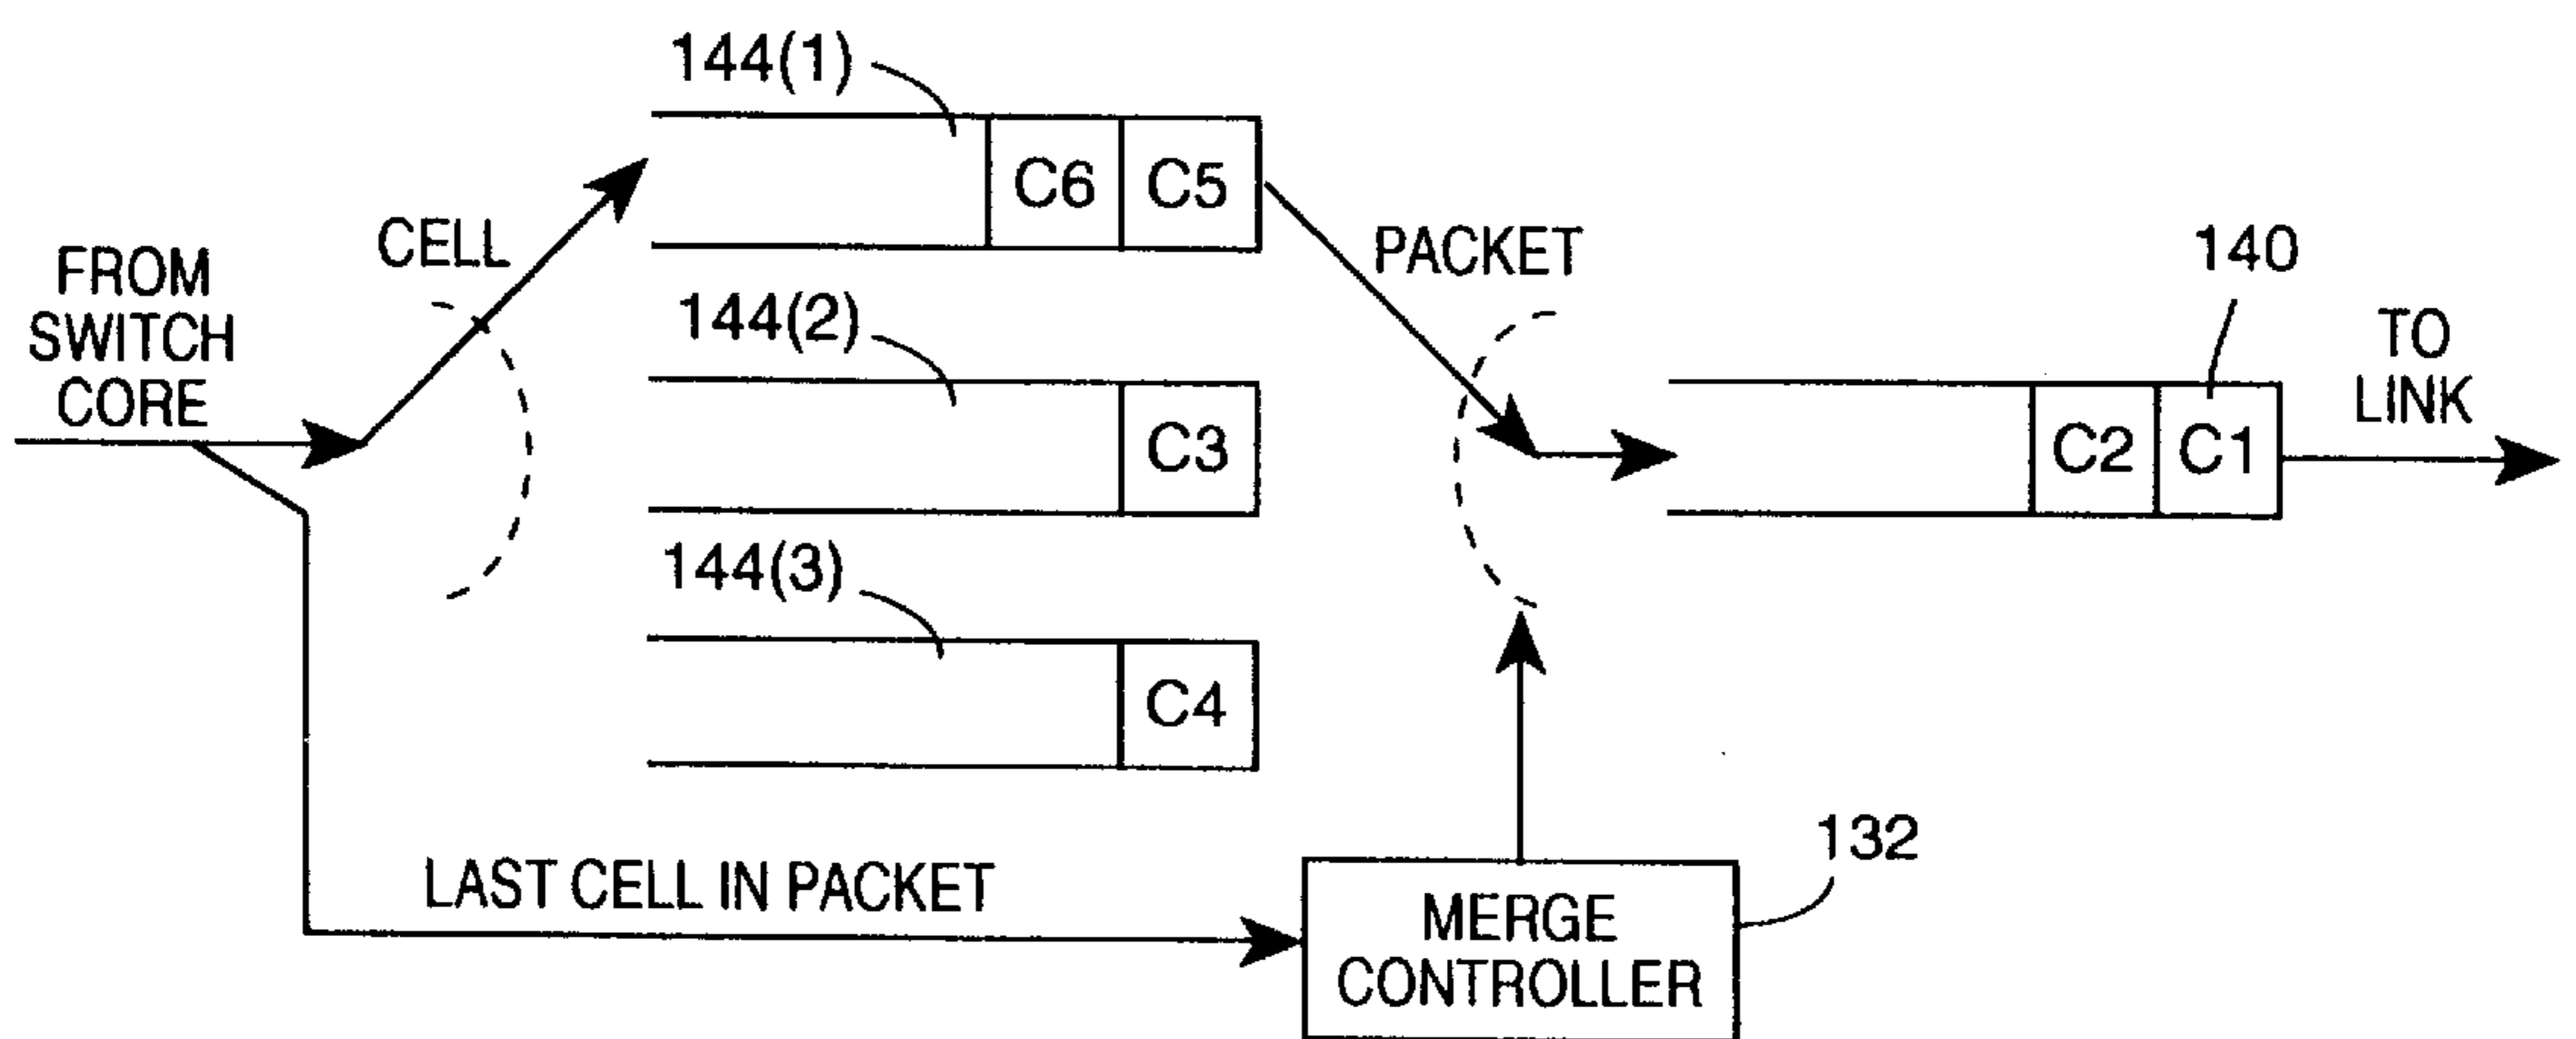 144(1)
C6 C5
CELL
FROM
SWITCH
CORE
PACKET
140
144(2)
C3
TO
LINK
C2 C1
144(3)
C4
LAST CELL IN PACKET
132
MERGE
CONTROLLER